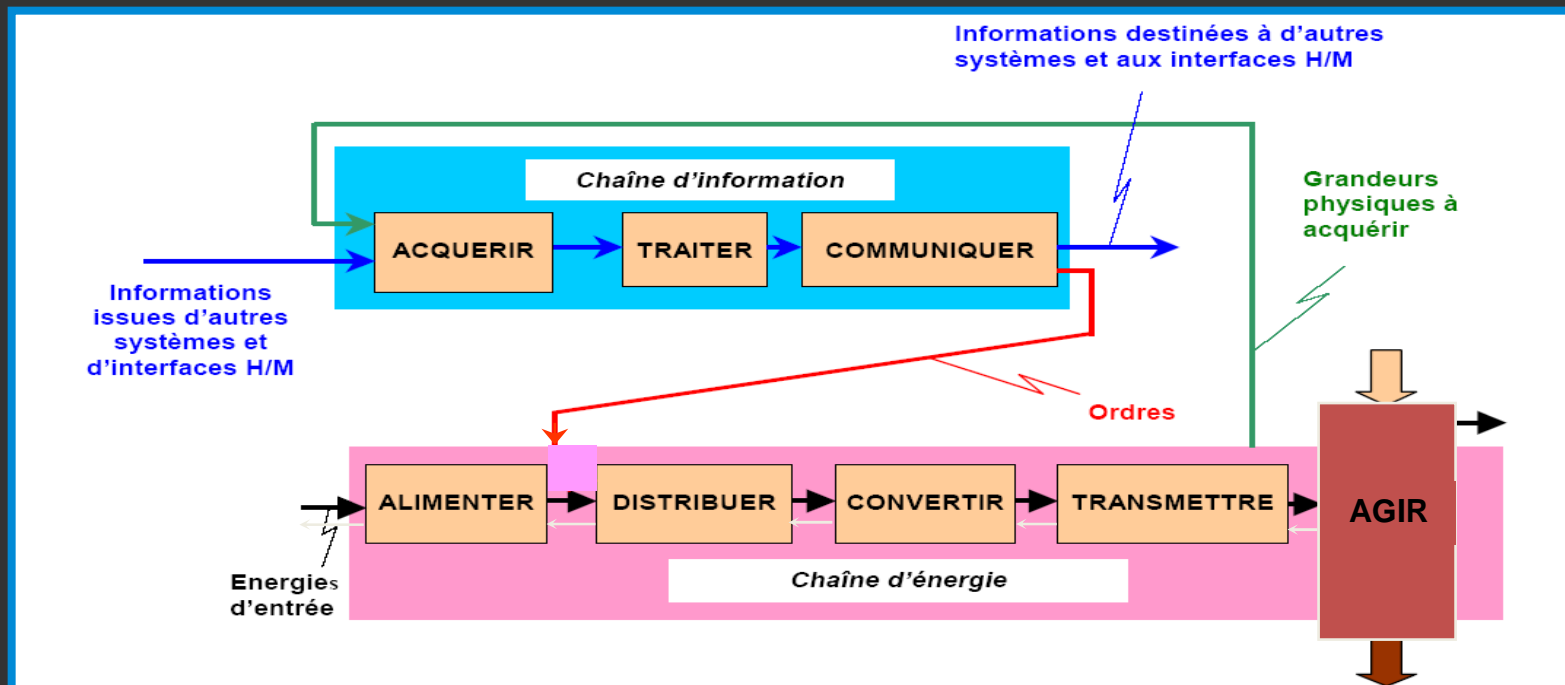 Informations destinées à d'autres
systèmes et aux interfaces H/M
Chaîne d'information
Grandeurs
physiques à
acquérir
ACQUERIR
TRAITER
COMMUNIQUER
Informations
issues d'autres
systèmes et
d'interfaces H/M
Ordres
ALIMENTER
DISTRIBUER
CONVERTIR
TRANSMETTRE
AGIR
Energies
d'entrée
Chaîne d'énergie